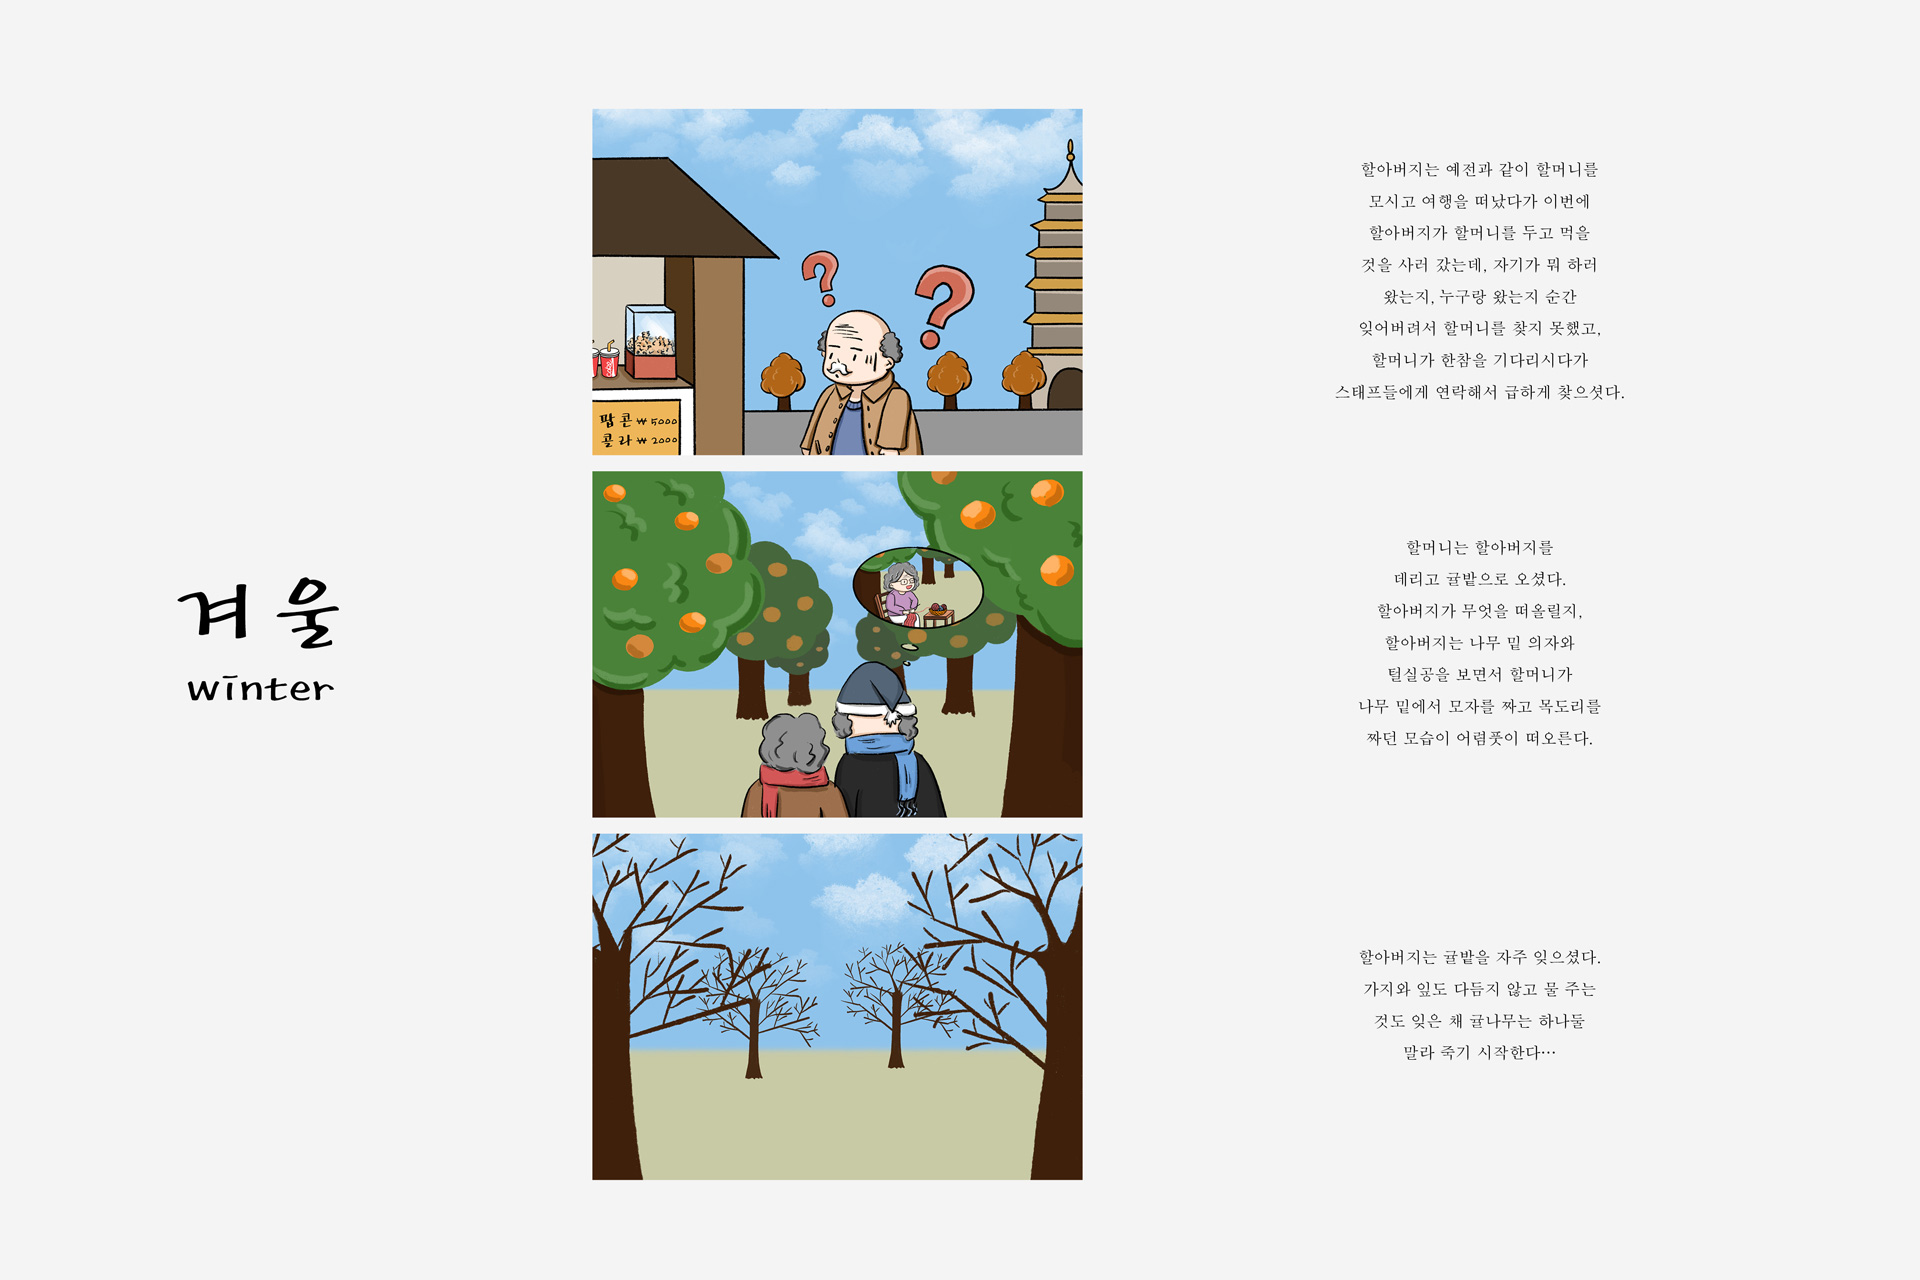 겨울
winter
팝콘 ₩ 5000
콜라 ₩ 2000
할아버지는 예전과 같이 할머니를
모시고 여행을 떠났다가 이번에
할아버지가 할머니를 두고 먹을
것을 사러 갔는데, 자기가 뭐 하러
왔는지, 누구랑 왔는지 순간
잊어버려서 할머니를 찾지 못했고,
할머니가 한참을 기다리시다가
스태프들에게 연락해서 급하게 찾으셧다.
할머니는 할아버지를
데리고 귤밭으로 오셨다.
할아버지가 무엇을 떠올릴지,
할아버지는 나무 밑 의자와
털실공을 보면서 할머니가
나무 밑에서 모자를 짜고 목도리를
짜던 모습이 어렴풋이 떠오른다.
할아버지는 귤밭을 자주 잊으셨다.
가지와 잎도 다듬지 않고 물 주는
것도 잊은 채 귤나무는 하나둘
말라 죽기 시작한다…